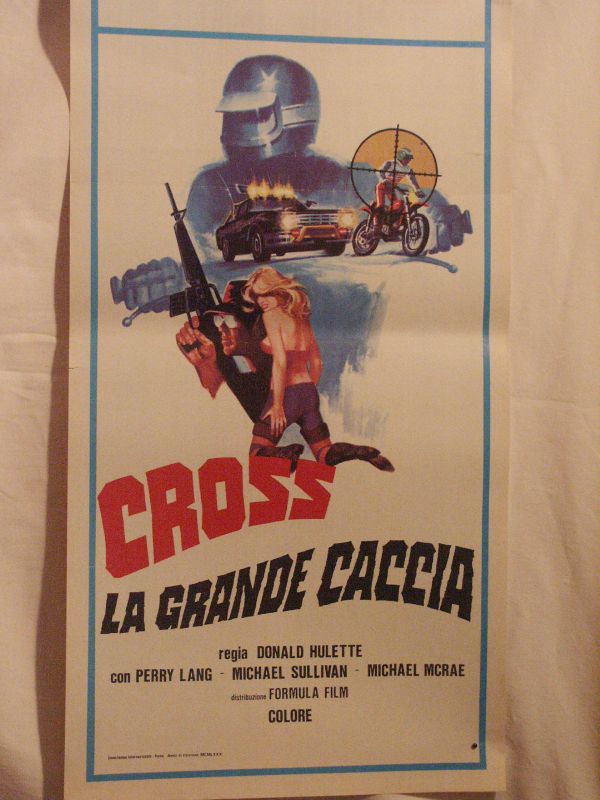 CROSS
LA GRANDE CACCIA
regia DONALD HULETTE
con PERRY LANG - MICHAEL SULLIVAN - MICHAEL MCRAE
distribuzione FORMULA FILM
COLORE